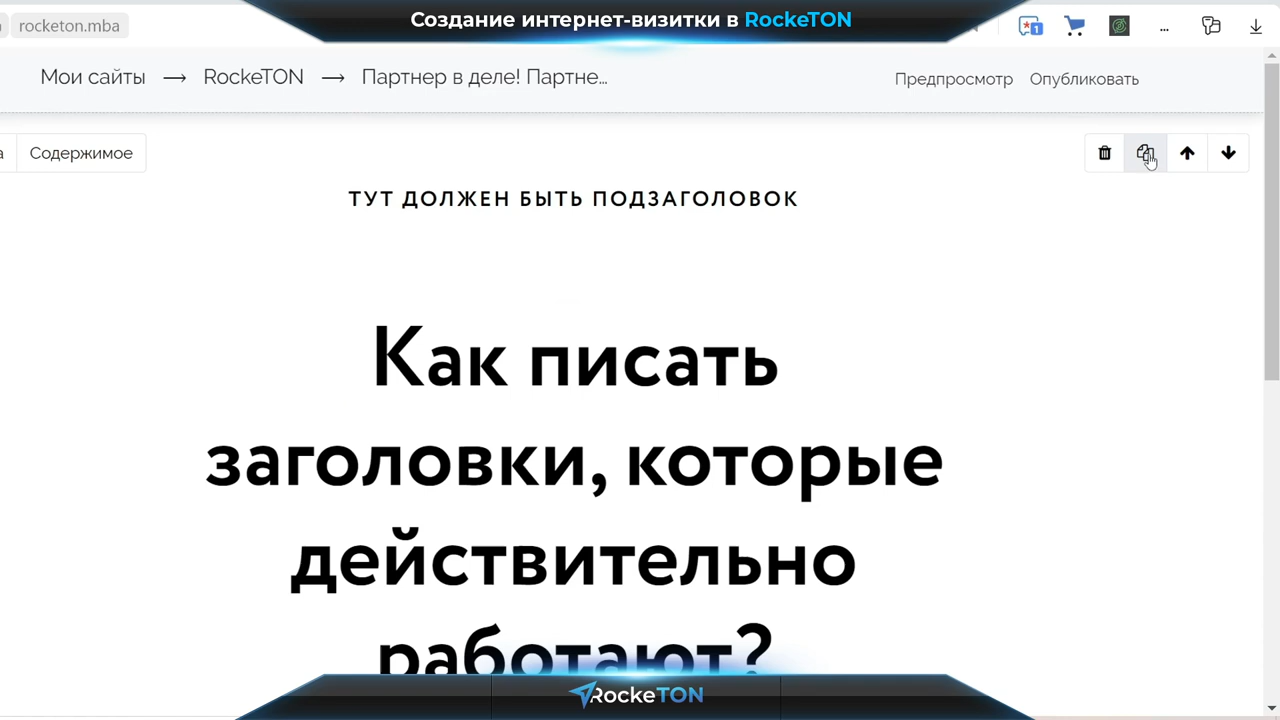 Создание интернет-визитки в RockeTON
rocketon.mba
1
...
Мои сайты → RockeTON → Партнер в деле! Партне...
Предпросмотр Опубликовать
а Содержимое
ТУТ ДОЛЖЕН БЫТЬ ПОДЗАГОЛОВОК
Как писать
заголовки, которые
действительно
работают?
RockeTON